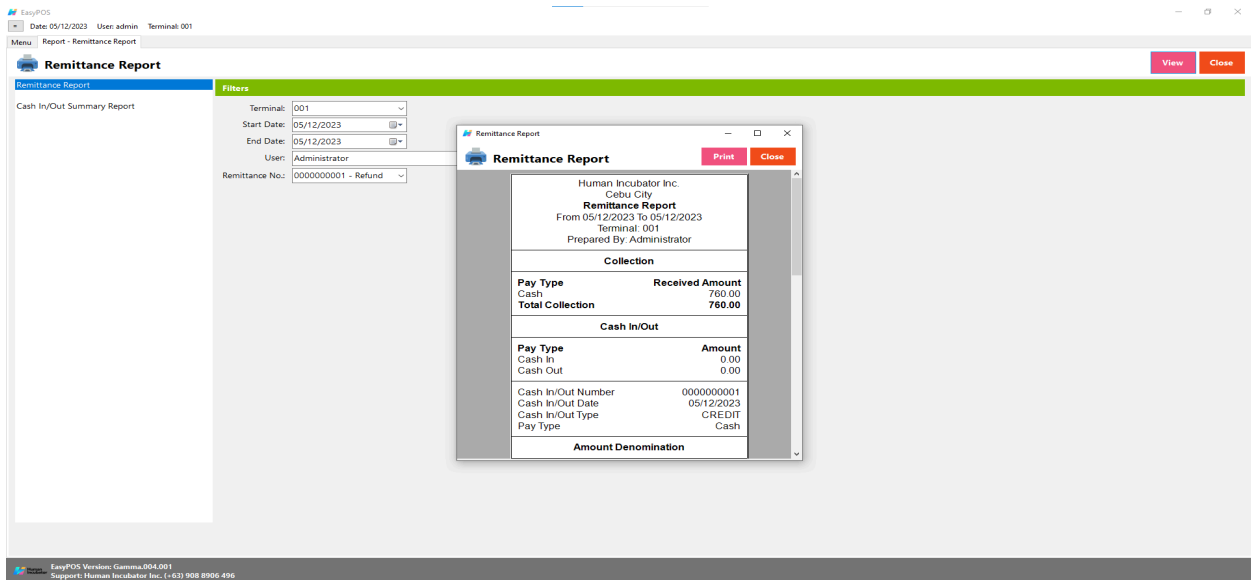 EasyPOS
Date: 05/12/2023 User: admin Terminal: 001
Menu Report - Remittance Report
Remittance Report
View Close
Remittance Report
Cash In/Out Summary Report
Filters
Terminal: 001
Start Date: 05/12/2023
End Date: 05/12/2023
User: Administrator
Remittance No.: 0000000001 - Refund
Remittance Report
Remittance Report
Print Close
Human Incubator Inc.
Cebu City
Remittance Report
From 05/12/2023 To 05/12/2023
Terminal: 001
Prepared By: Administrator
Collection
Pay Type Received Amount
Cash 760.00
Total Collection 760.00
Cash In/Out
Pay Type Amount
Cash In 0.00
Cash Out 0.00
Cash In/Out Number 0000000001
Cash In/Out Date 05/12/2023
Cash In/Out Type CREDIT
Pay Type Cash
Amount Denomination
Human Incubator
EasyPOS Version: Gamma.004.001
Support: Human Incubator Inc. (+63) 908 8906 496